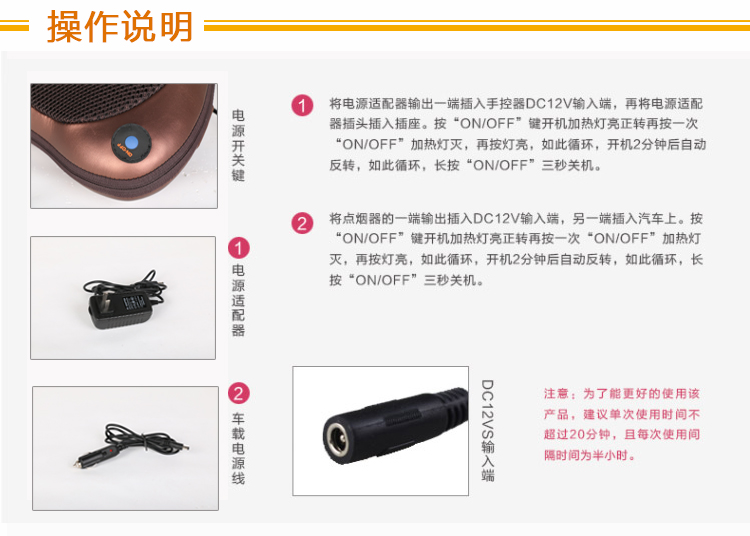 操作说明
电源开关键
1
将电源适配器输出一端插入手控器DC12V输入端，再将电源适配
器插头插入插座。按“ON/OFF”键开机加热灯亮正转再按一次
“ON/OFF”加热灯灭，再按灯亮，如此循环，开机2分钟后自动
反转，如此循环，长按“ON/OFF”三秒关机。
2
将点烟器的一端输出插入DC12V输入端，另一端插入汽车上。按
“ON/OFF”键开机加热灯亮正转再按一次“ON/OFF”加热灯
灭，再按灯亮，如此循环，开机2分钟后自动反转，如此循环，长
按“ON/OFF”三秒关机。
1
电源适配器
2
车载电源线
DC12VS输入端
注意：为了能更好的使用该
产品，建议单次使用时间不
超过20分钟，且每次使用间
隔时间为半小时。